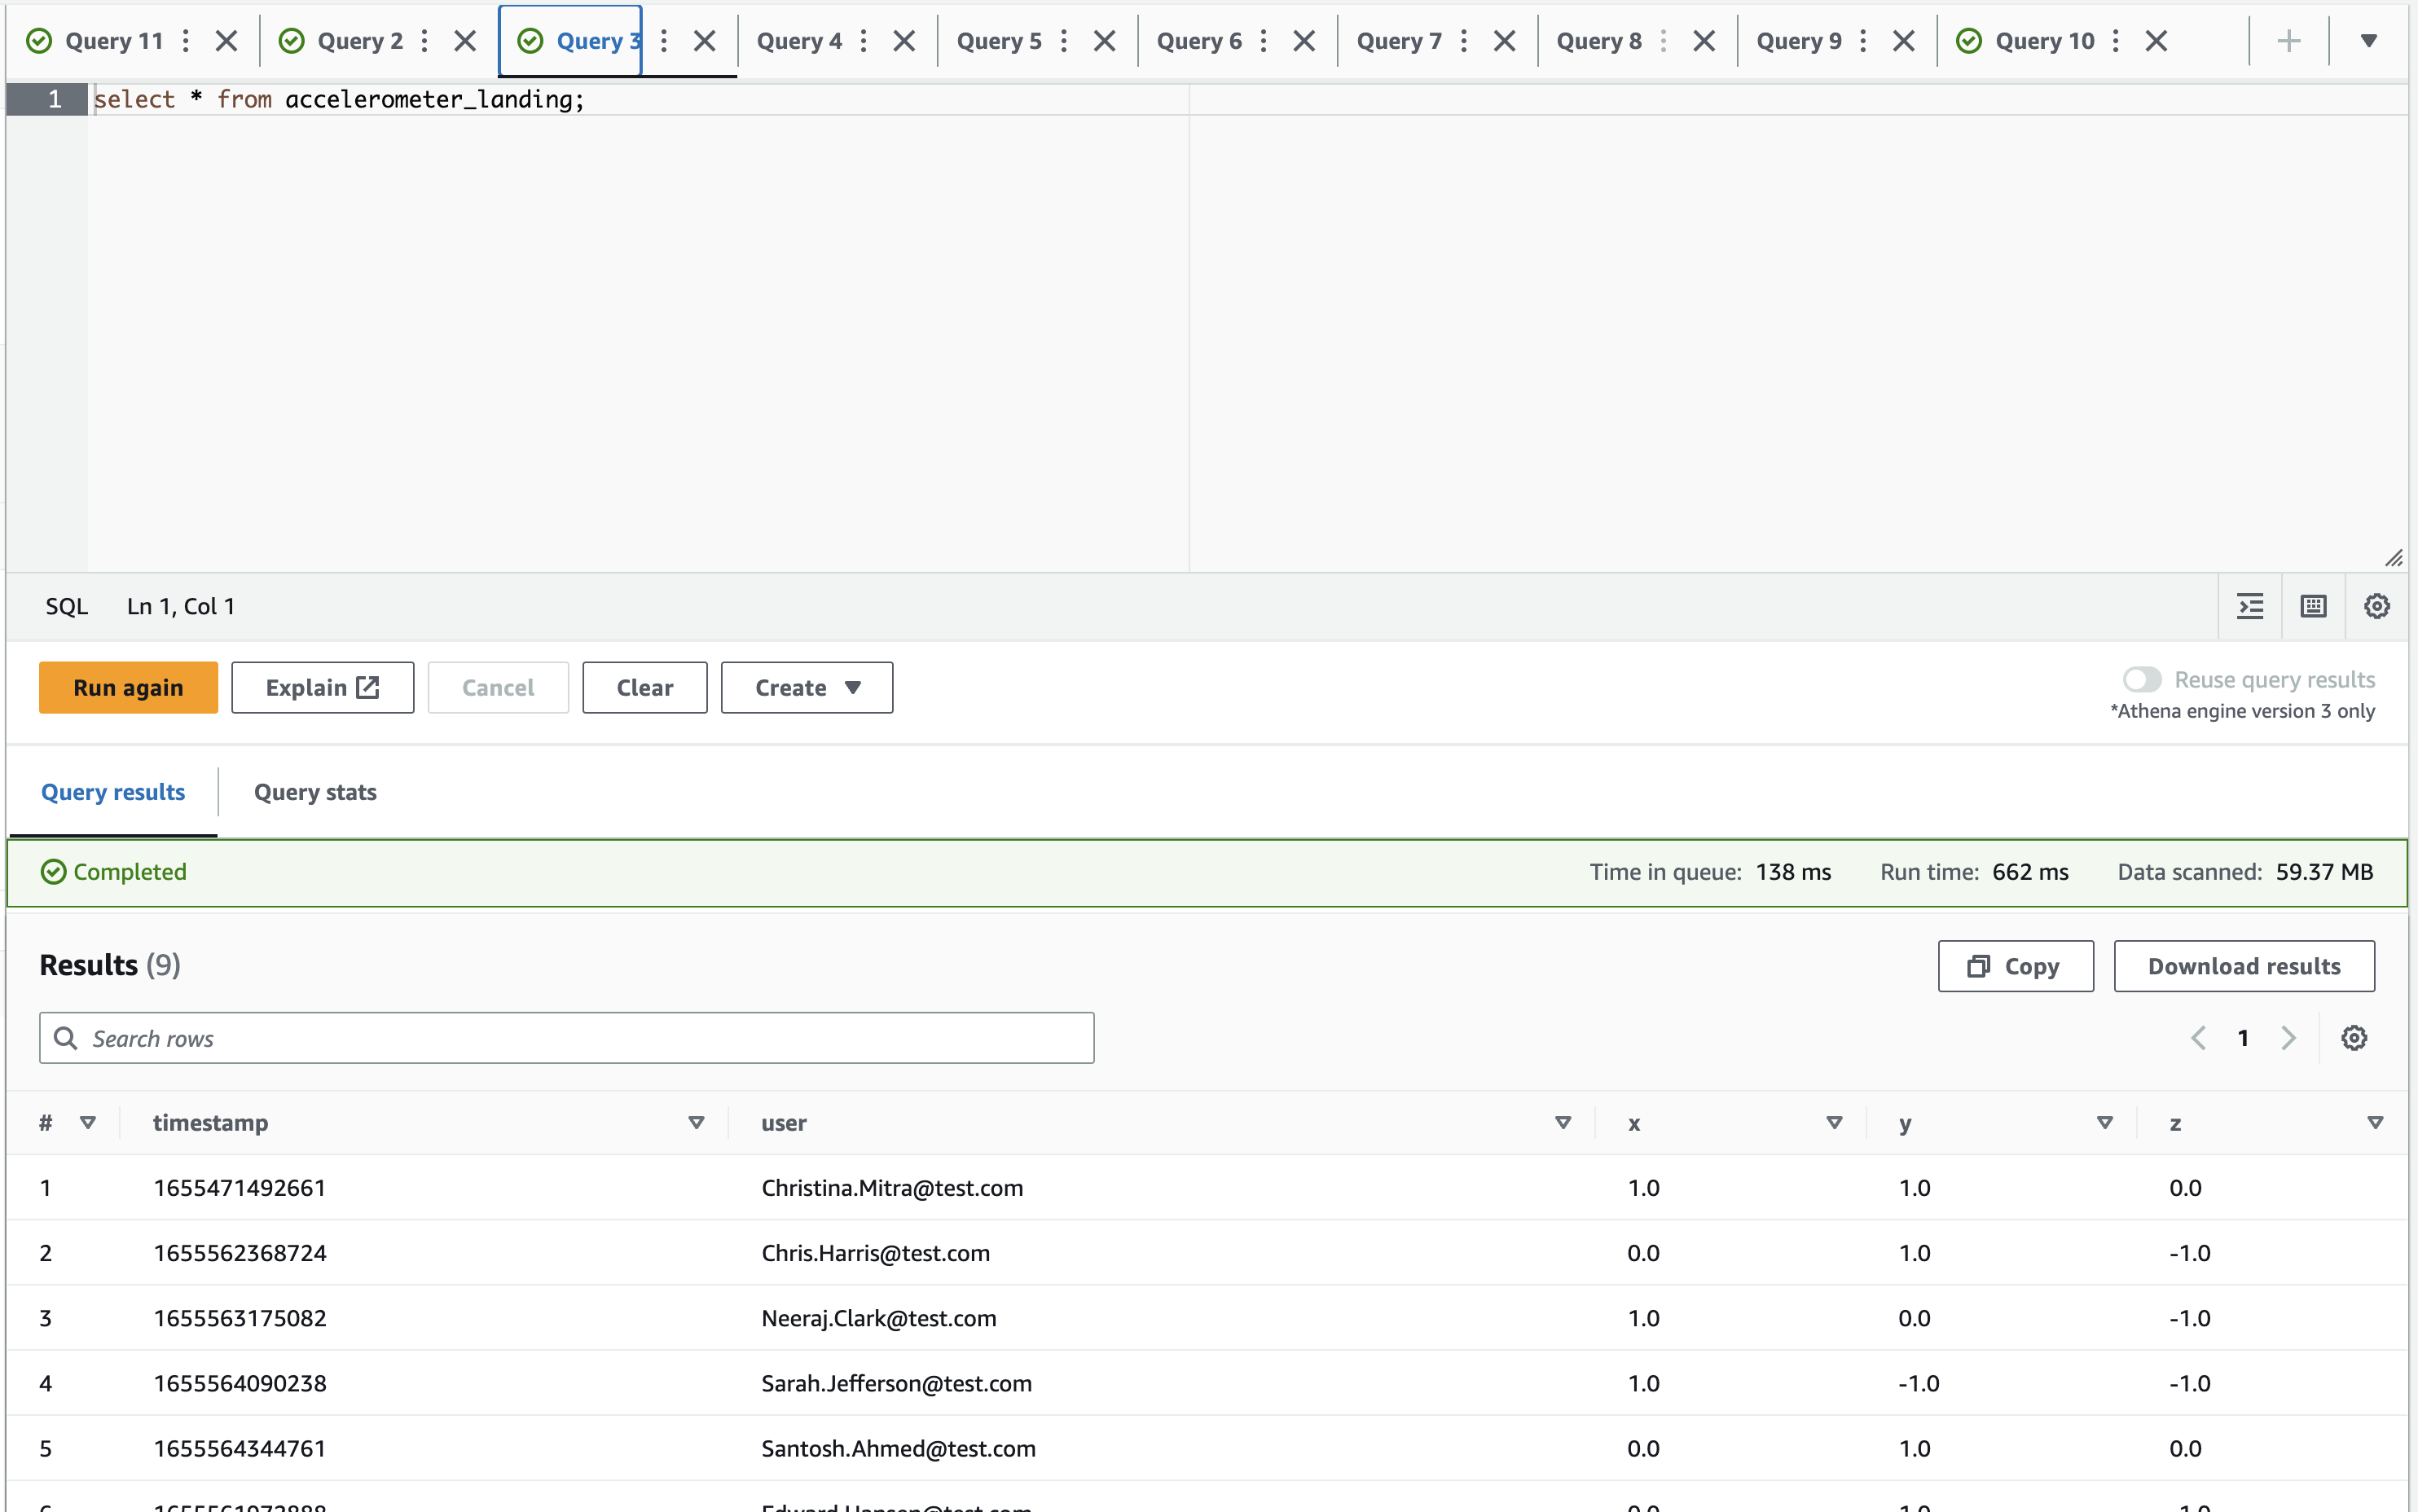 Query 11 Query 2 Query 3 Query 4 Query 5 Query 6 Query 7 Query 8 Query 9 Query 10
1 select * from accelerometer_landing;
SQL Ln 1, Col 1
Run again Explain Cancel Clear Create Reuse query results
*Athena engine version 3 only
Query results Query stats
Completed Time in queue: 138 ms Run time: 662 ms Data scanned: 59.37 MB
Results (9) Copy Download results
Search rows 1
# timestamp user x y z
1 1655471492661 Christina.Mitra@test.com 1.0 1.0 0.0
2 1655562368724 Chris.Harris@test.com 0.0 1.0 -1.0
3 1655563175082 Neeraj.Clark@test.com 1.0 0.0 -1.0
4 1655564090238 Sarah.Jefferson@test.com 1.0 -1.0 -1.0
5 1655564344761 Santosh.Ahmed@test.com 0.0 1.0 0.0